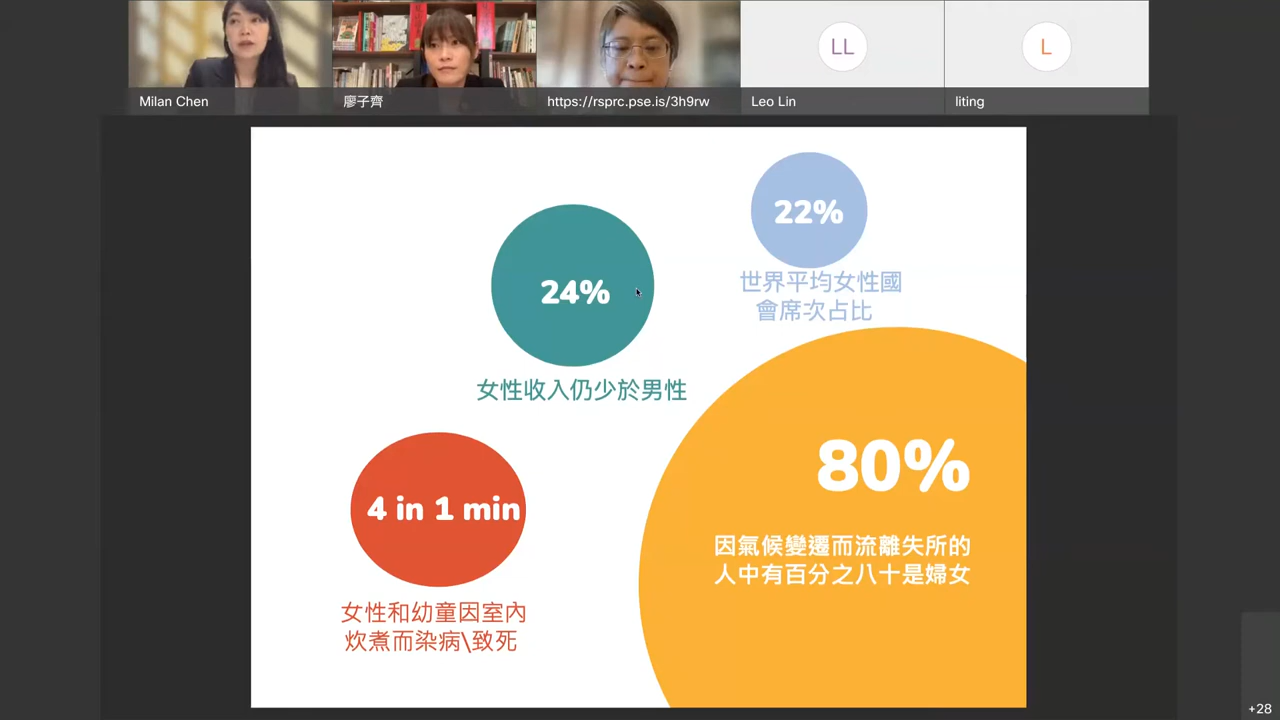 Milan Chen
廖子齊
https://rsprc.pse.is/3h9rw
LL
Leo Lin
L
liting
22%
世界平均女性國
會席次占比
24%
女性收入仍少於男性
80%
因氣候變遷而流離失所的
人中有百分之八十是婦女
4 in 1 min
女性和幼童因室內
炊煮而染病\致死
+28